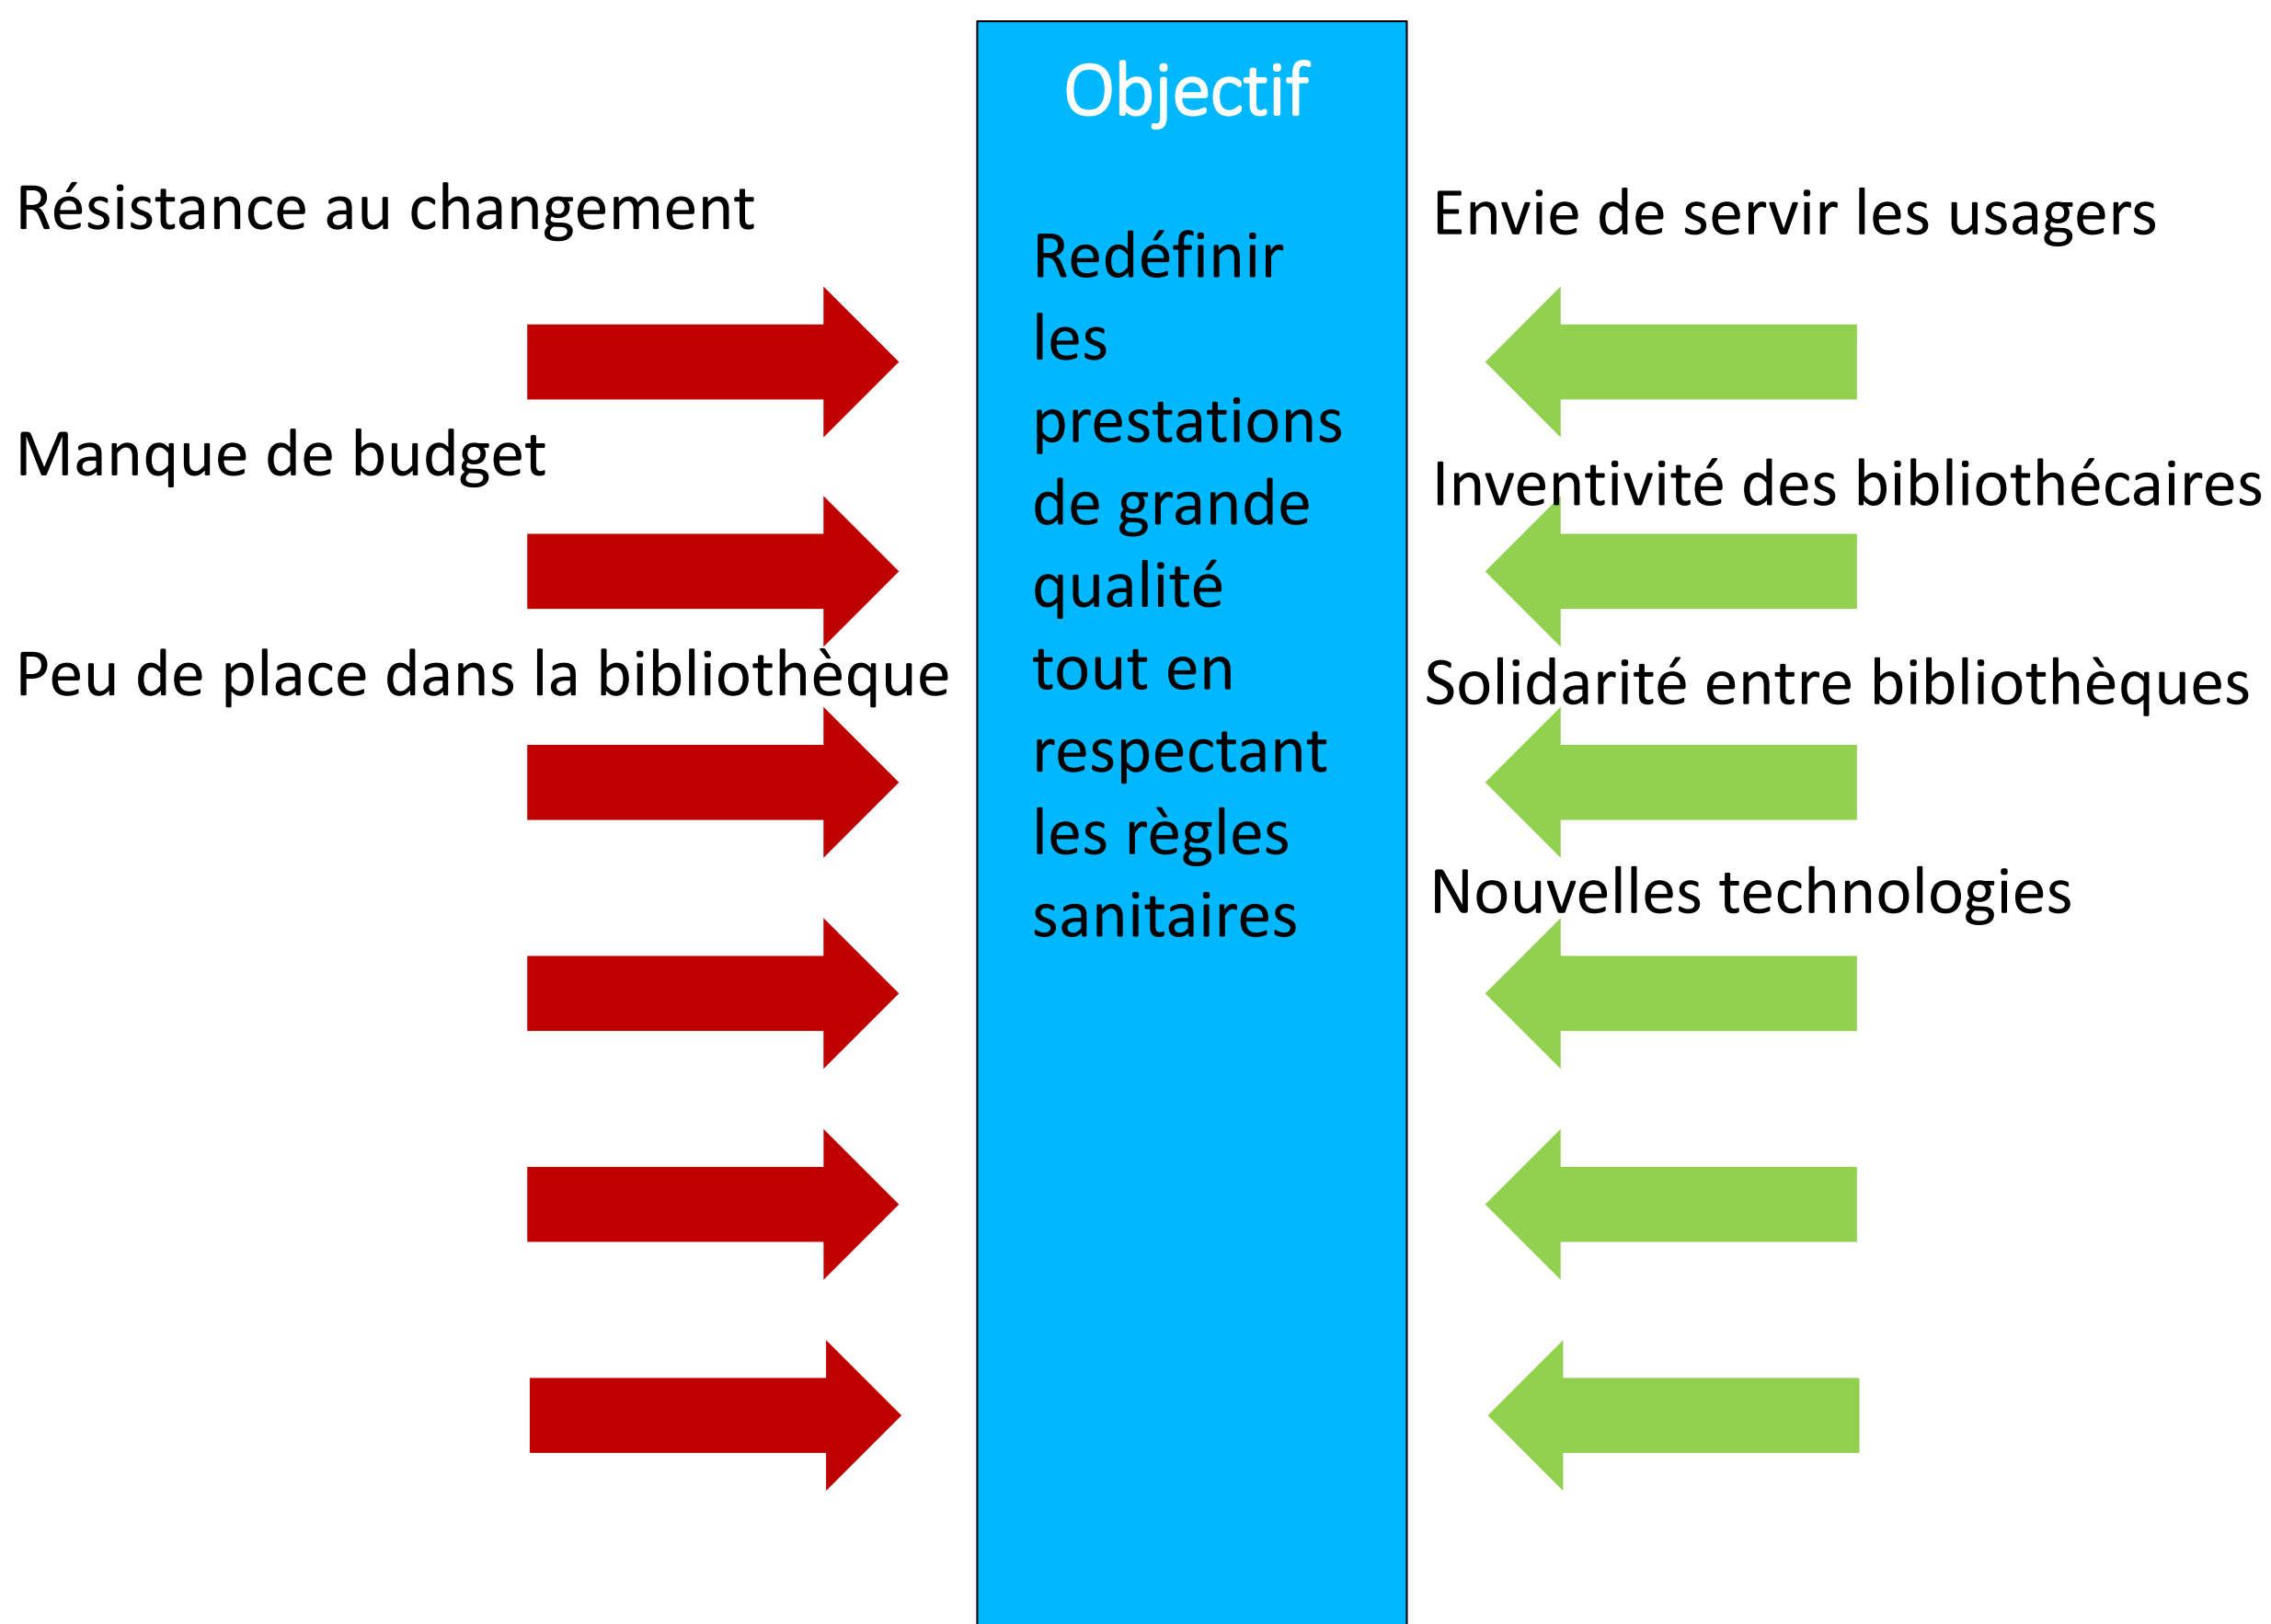 Objectif
Résistance au changement
Manque de budget
Peu de place dans la bibliothèque
Redéfinir
les
prestations
de grande
qualité
tout en
respectant
les règles
sanitaires
Envie de servir les usagers
Inventivité des bibliothécaires
Solidarité entre bibliothèques
Nouvelles technologies